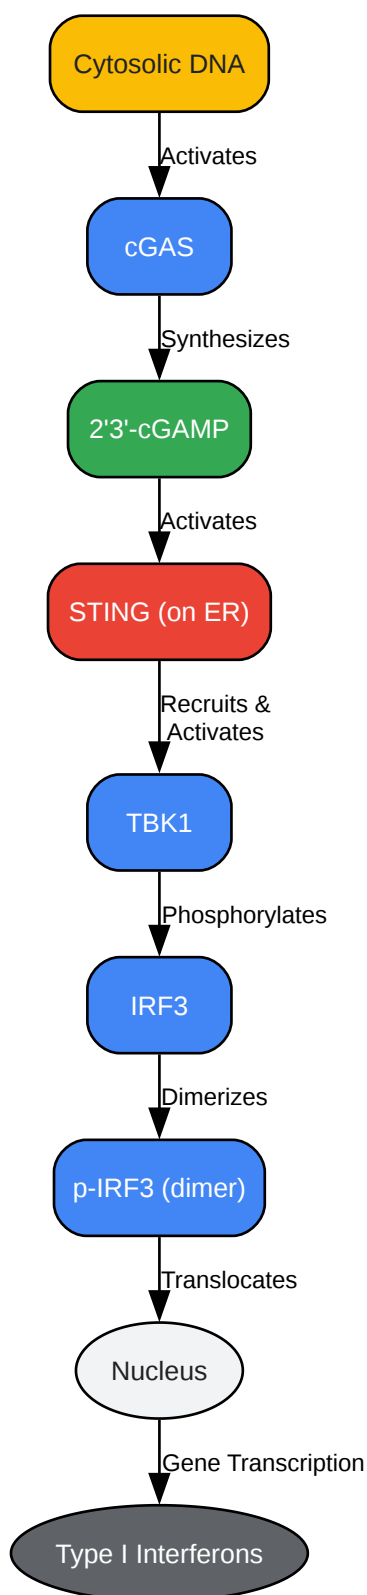 Cytosolic DNA
Activates
cGAS
Synthesizes
2'3'-cGAMP
Activates
STING (on ER)
Recruits &
Activates
TBK1
Phosphorylates
IRF3
Dimerizes
p-IRF3 (dimer)
Translocates
Nucleus
Gene Transcription
Type I Interferons